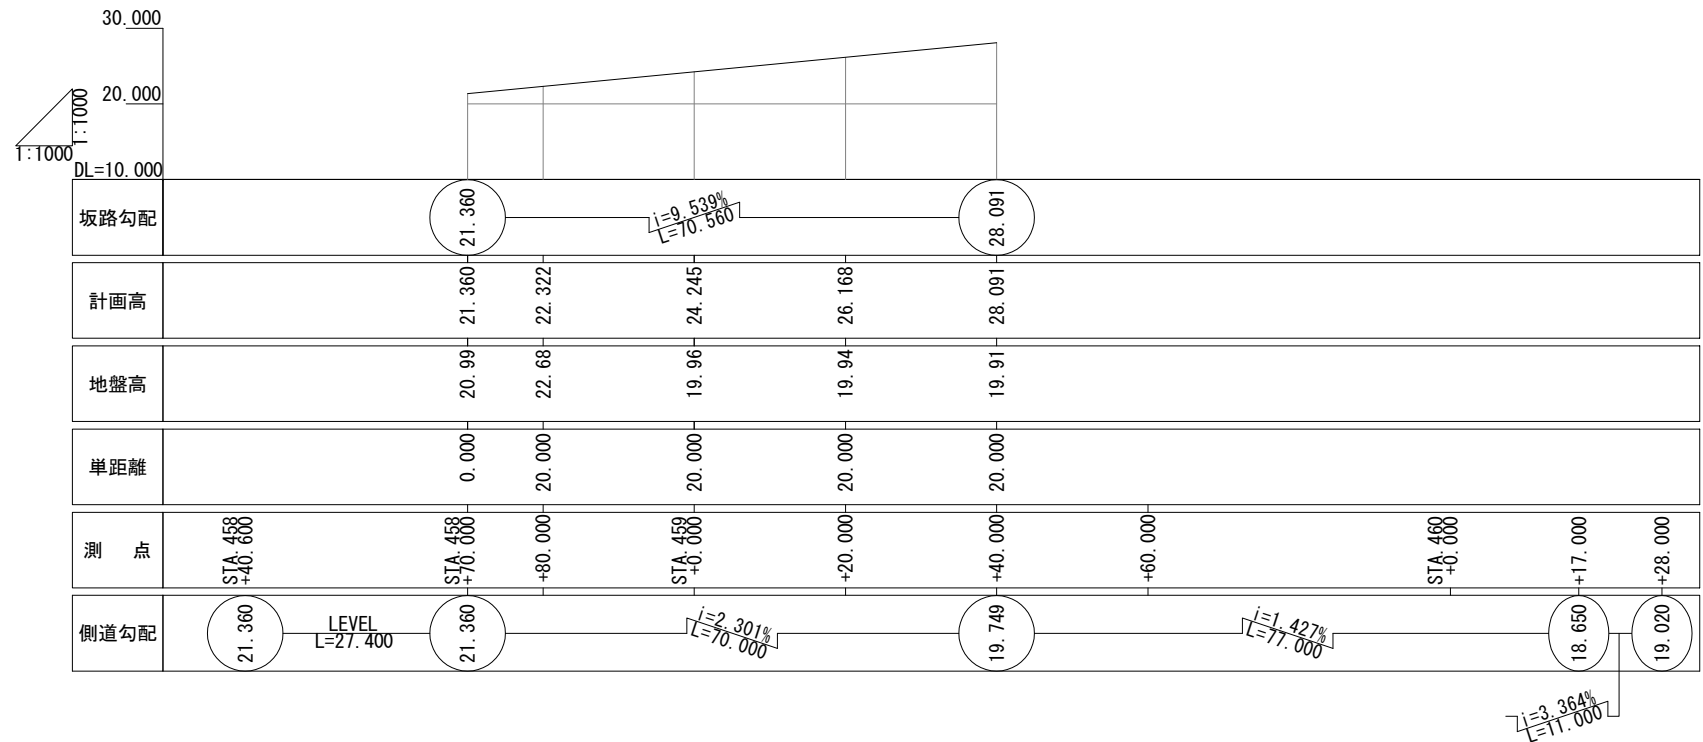 30.000
20.000
1:1000
1:1000
DL=10.000
坂路勾配
21.360
i=9.539%
L=70.560
28.091
計画高
21.360
22.322
24.245
26.168
28.091
地盤高
20.99
22.68
19.96
19.94
19.91
単距離
0.000
20.000
20.000
20.000
20.000
測 点
STA.458
+40.600
STA.458
+70.000
+80.000
STA.459
+0.000
+20.000
+40.000
+60.000
STA.460
+0.000
+17.000
+28.000
側道勾配
21.360
LEVEL
L=27.400
21.360
i=2.301%
L=70.000
19.749
i=1.427%
L=77.000
18.650
19.020
i=3.364%
L=11.000